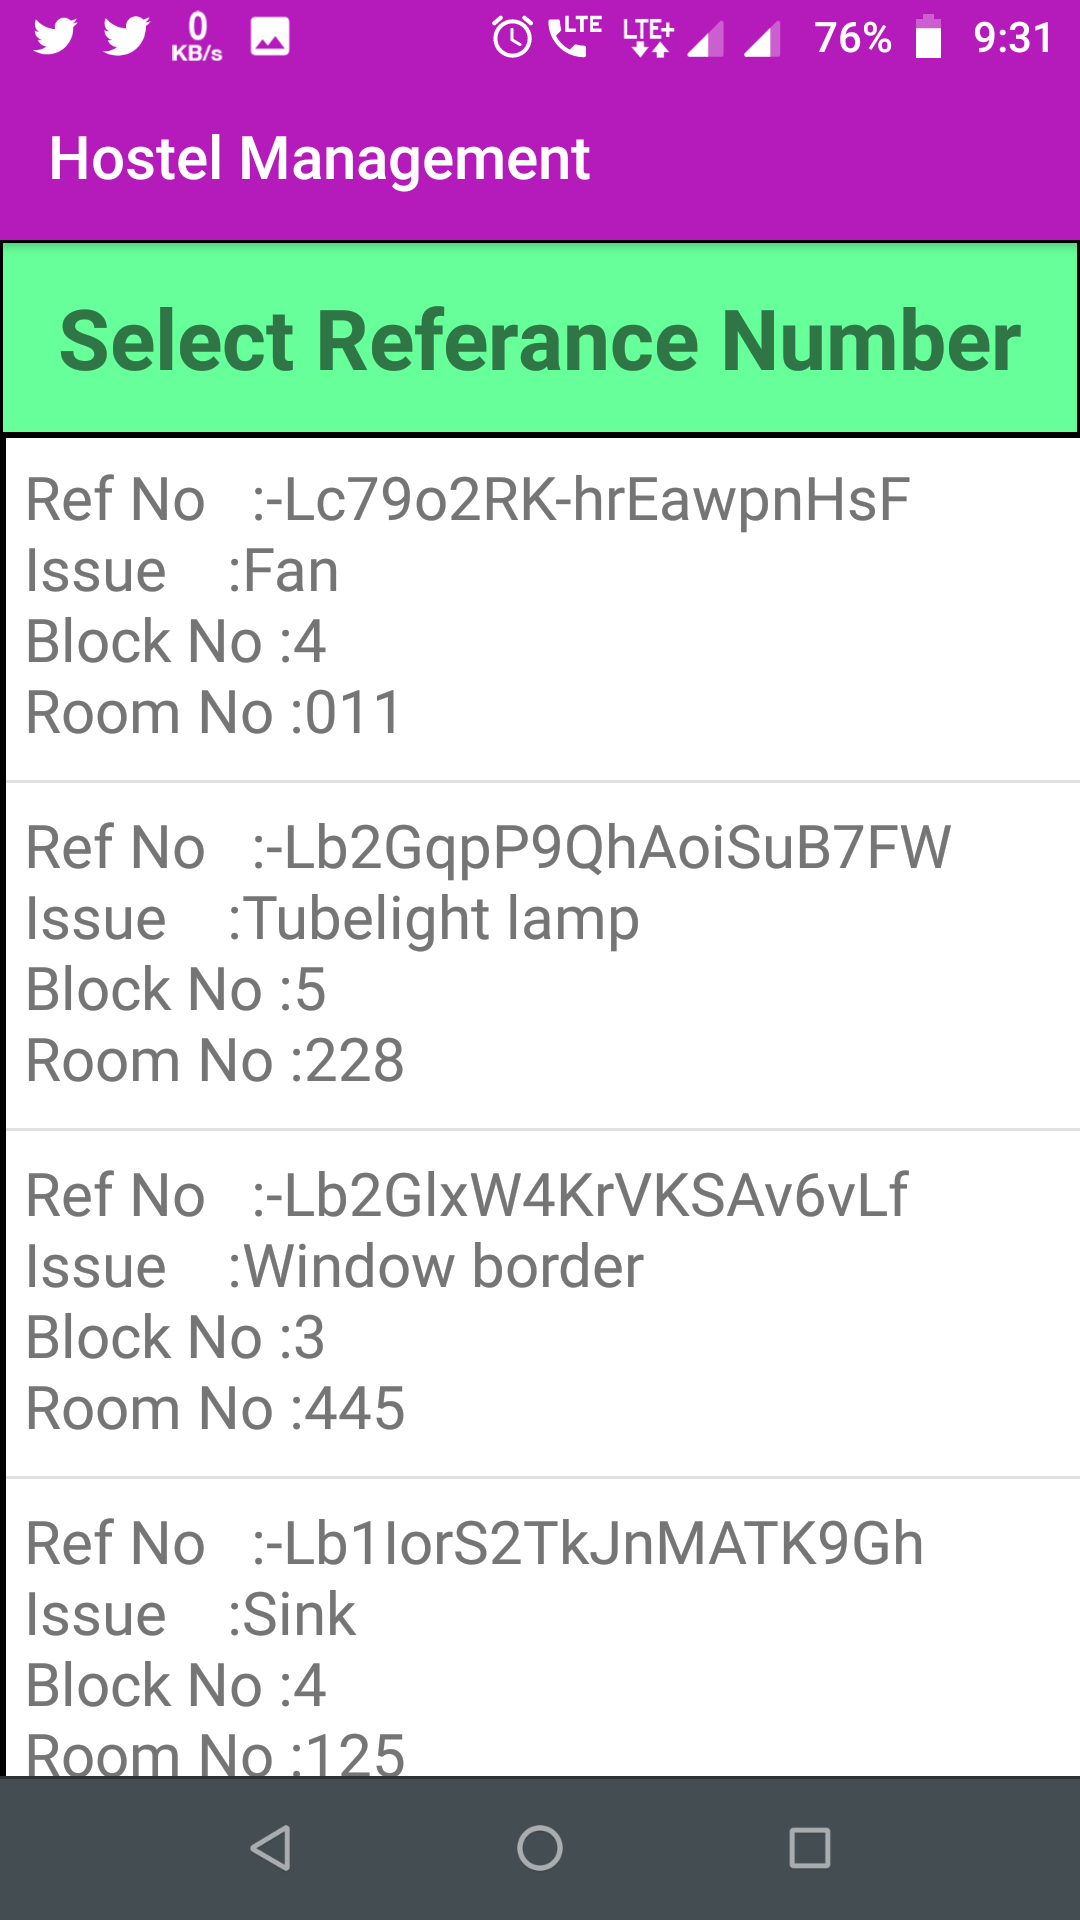 0
KB/s
LTE
LTE+
76%
9:31
Hostel Management
Select Referance Number
Ref No :-Lc79o2RK-hrEawpnHsF
Issue :Fan
Block No :4
Room No :011
Ref No :-Lb2GqpP9QhAoiSuB7FW
Issue :Tubelight lamp
Block No :5
Room No :228
Ref No :-Lb2GlxW4KrVKSAv6vLf
Issue :Window border
Block No :3
Room No :445
Ref No :-Lb1IorS2TkJnMATK9Gh
Issue :Sink
Block No :4
Room No :125